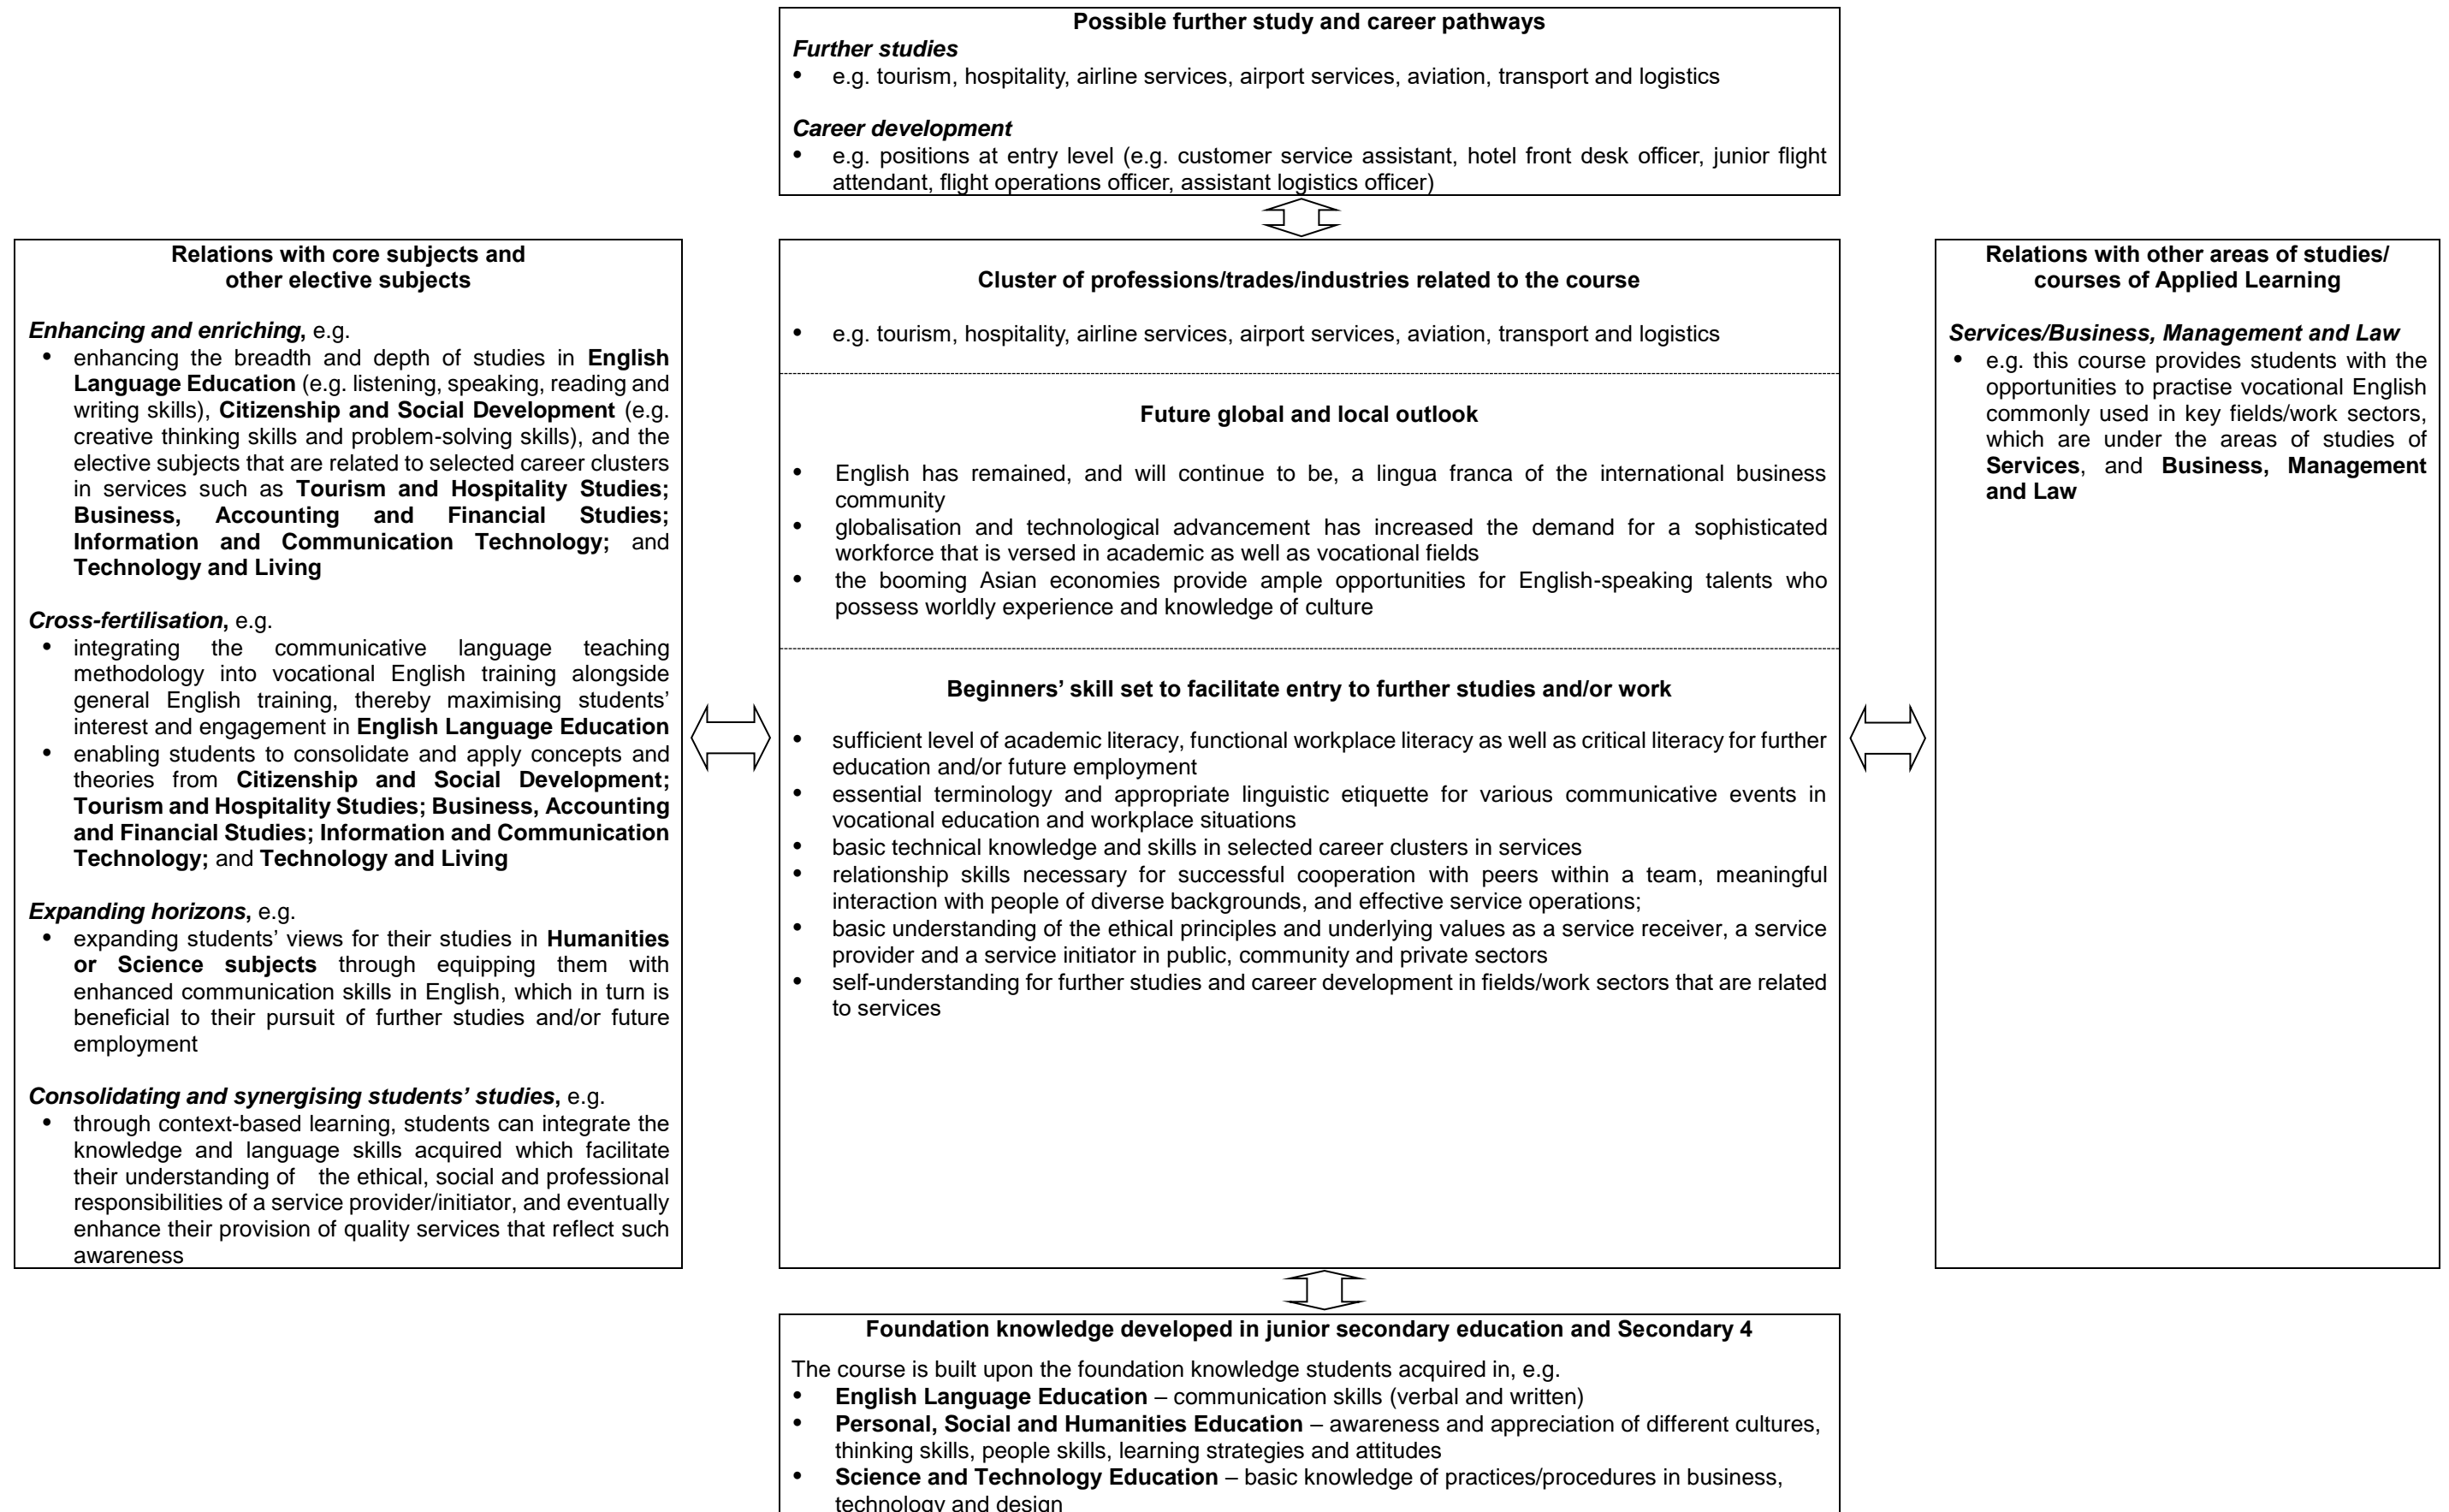 Possible further study and career pathways
Further studies
• e.g. tourism, hospitality, airline services, airport services, aviation, transport and logistics
Career development
• e.g. positions at entry level (e.g. customer service assistant, hotel front desk officer, junior flight
attendant, flight operations officer, assistant logistics officer)
Relations with core subjects and
other elective subjects
Enhancing and enriching, e.g.
• enhancing the breadth and depth of studies in English
Language Education (e.g. listening, speaking, reading and
writing skills), Citizenship and Social Development (e.g.
creative thinking skills and problem-solving skills), and the
elective subjects that are related to selected career clusters
in services such as Tourism and Hospitality Studies;
Business, Accounting and Financial Studies;
Information and Communication Technology; and
Technology and Living
Cross-fertilisation, e.g.
• integrating the communicative language teaching
methodology into vocational English training alongside
general English training, thereby maximising students’
interest and engagement in English Language Education
• enabling students to consolidate and apply concepts and
theories from Citizenship and Social Development;
Tourism and Hospitality Studies; Business, Accounting
and Financial Studies; Information and Communication
Technology; and Technology and Living
Expanding horizons, e.g.
• expanding students’ views for their studies in Humanities
or Science subjects through equipping them with
enhanced communication skills in English, which in turn is
beneficial to their pursuit of further studies and/or future
employment
Consolidating and synergising students’ studies, e.g.
• through context-based learning, students can integrate the
knowledge and language skills acquired which facilitate
their understanding of the ethical, social and professional
responsibilities of a service provider/initiator, and eventually
enhance their provision of quality services that reflect such
awareness
Cluster of professions/trades/industries related to the course
• e.g. tourism, hospitality, airline services, airport services, aviation, transport and logistics
Future global and local outlook
• English has remained, and will continue to be, a lingua franca of the international business
community
• globalisation and technological advancement has increased the demand for a sophisticated
workforce that is versed in academic as well as vocational fields
• the booming Asian economies provide ample opportunities for English-speaking talents who
possess worldly experience and knowledge of culture
Beginners’ skill set to facilitate entry to further studies and/or work
• sufficient level of academic literacy, functional workplace literacy as well as critical literacy for further
education and/or future employment
• essential terminology and appropriate linguistic etiquette for various communicative events in
vocational education and workplace situations
• basic technical knowledge and skills in selected career clusters in services
• relationship skills necessary for successful cooperation with peers within a team, meaningful
interaction with people of diverse backgrounds, and effective service operations;
• basic understanding of the ethical principles and underlying values as a service receiver, a service
provider and a service initiator in public, community and private sectors
• self-understanding for further studies and career development in fields/work sectors that are related
to services
Relations with other areas of studies/
courses of Applied Learning
Services/Business, Management and Law
• e.g. this course provides students with the
opportunities to practise vocational English
commonly used in key fields/work sectors,
which are under the areas of studies of
Services, and Business, Management
and Law
Foundation knowledge developed in junior secondary education and Secondary 4
The course is built upon the foundation knowledge students acquired in, e.g.
• English Language Education – communication skills (verbal and written)
• Personal, Social and Humanities Education – awareness and appreciation of different cultures,
thinking skills, people skills, learning strategies and attitudes
• Science and Technology Education – basic knowledge of practices/procedures in business,
technology and design